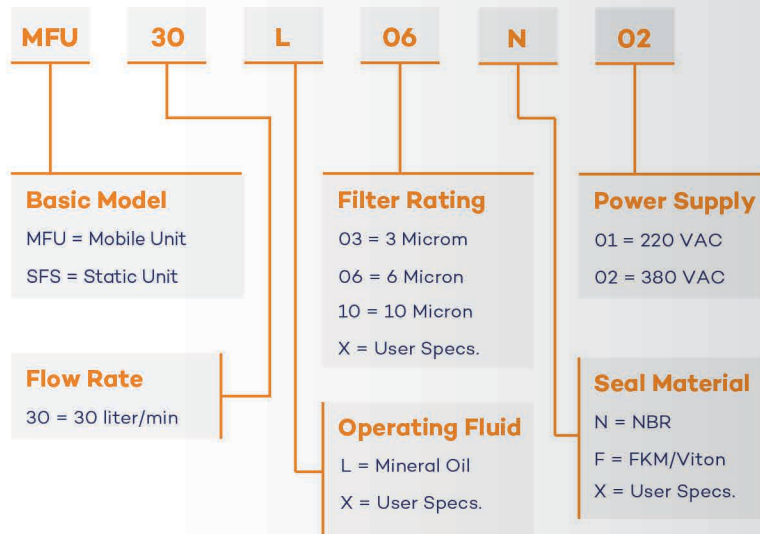 MFU 30 L 06 N 02
Basic Model
MFU = Mobile Unit
SFS = Static Unit
Flow Rate
30 = 30 liter/min
Filter Rating
03 = 3 Microm
06 = 6 Micron
10 = 10 Micron
X = User Specs.
Operating Fluid
L = Mineral Oil
X = User Specs.
Power Supply
01 = 220 VAC
02 = 380 VAC
Seal Material
N = NBR
F = FKM/Viton
X = User Specs.